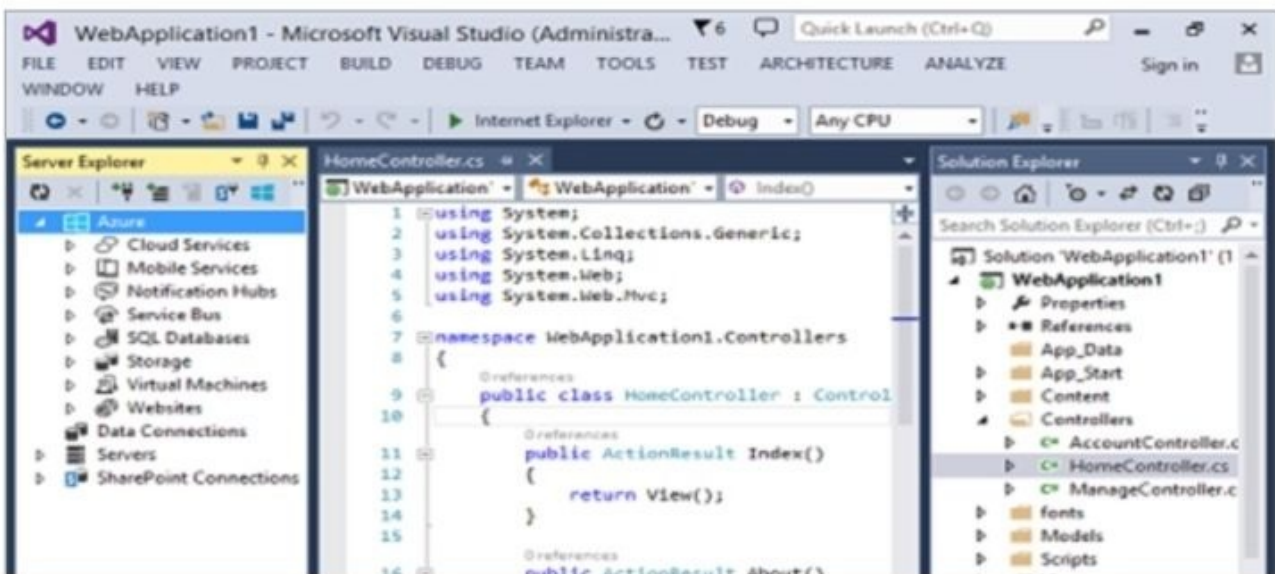 WebApplication1 - Microsoft Visual Studio (Administra... 6 Quick Launch (Ctrl+Q)
FILE EDIT VIEW PROJECT BUILD DEBUG TEAM TOOLS TEST ARCHITECTURE ANALYZE Sign in
WINDOW HELP
Internet Explorer Debug Any CPU
Server Explorer
Azure
Cloud Services
Mobile Services
Notification Hubs
Service Bus
SQL Databases
Storage
Virtual Machines
Websites
Data Connections
Servers
SharePoint Connections
HomeController.cs
WebApplication' WebApplication' Index()
1 using System;
2 using System.Collections.Generic;
3 using System.Linq;
4 using System.Web;
5 using System.Web.Mvc;
6
7 namespace WebApplication1.Controllers
8 {
0 references
9 public class HomeController : Control
10 {
0 references
11 public ActionResult Index()
12 {
13 return View();
14 }
15
0 references
16 public ActionResult About()
Solution Explorer
Search Solution Explorer (Ctrl+;)
Solution 'WebApplication1' (1
WebApplication1
Properties
References
App_Data
App_Start
Content
Controllers
C# AccountController.c
C# HomeController.cs
C# ManageController.c
fonts
Models
Scripts